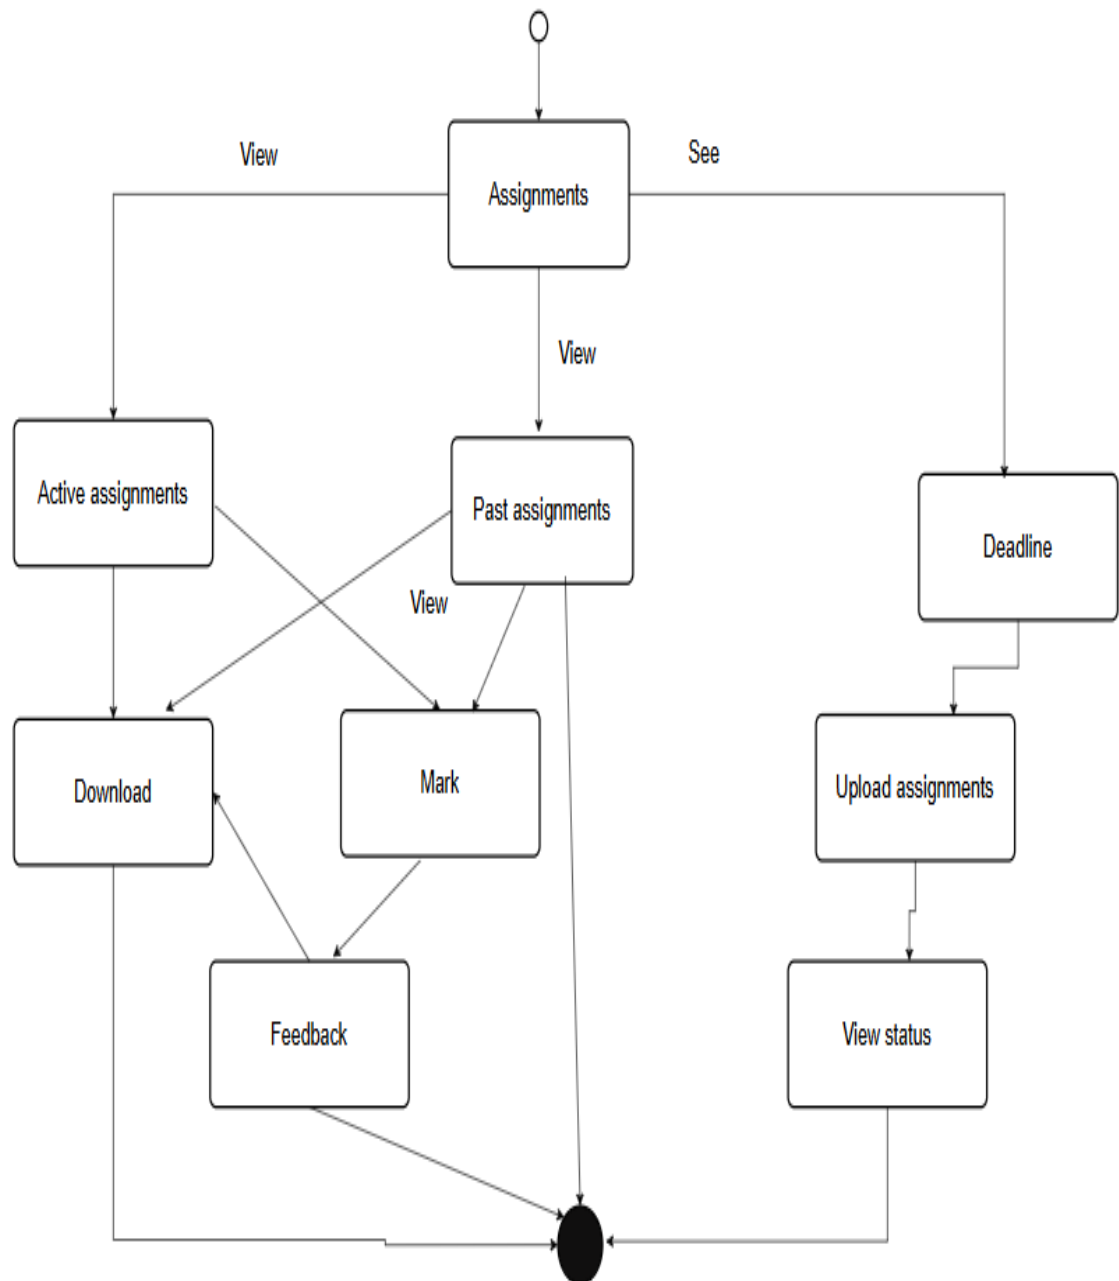 View
See
Assignments
View
Active assignments
Past assignments
Deadline
View
Download
Mark
Upload assignments
Feedback
View status